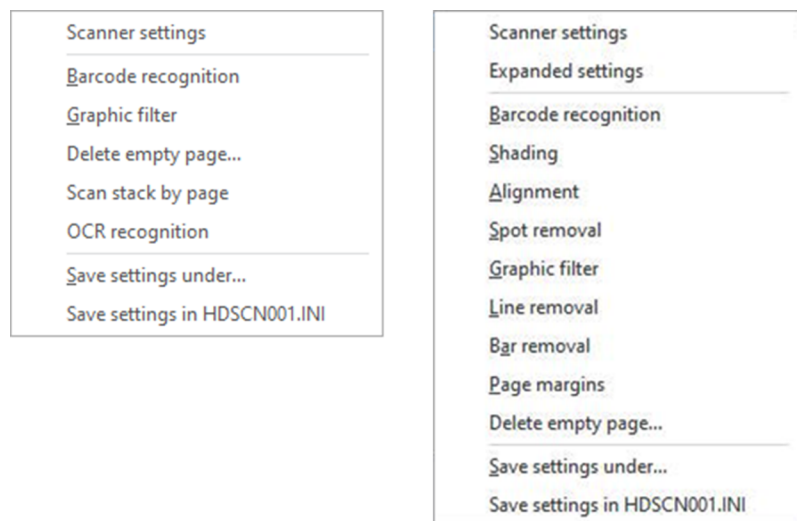 Scanner settings
Barcode recognition
Graphic filter
Delete empty page...
Scan stack by page
OCR recognition
Save settings under...
Save settings in HDSCN001.INI
Scanner settings
Expanded settings
Barcode recognition
Shading
Alignment
Spot removal
Graphic filter
Line removal
Bar removal
Page margins
Delete empty page...
Save settings under...
Save settings in HDSCN001.INI